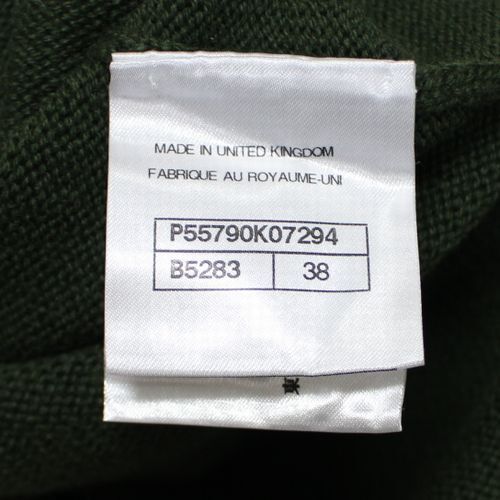 MADE IN UNITED KINGDOM
FABRIQUE AU ROYAUME-UNI
P55790K07294
B5283 38